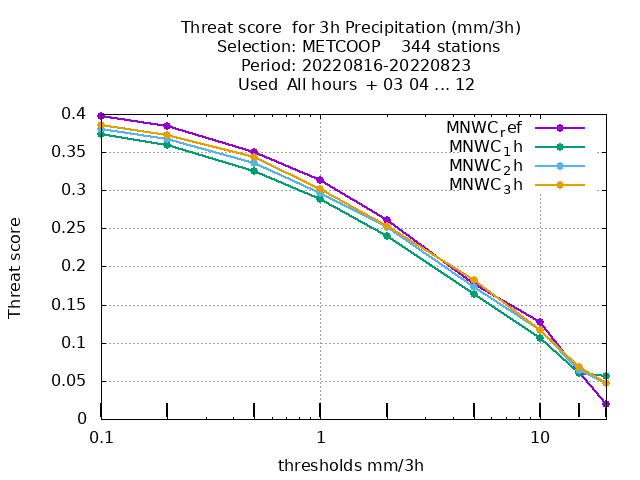 Threat score  for 3h Precipitation (mm/3h)
Selection: METCOOP    344 stations
Period: 20220816-20220823
Used  All hours  + 03 04 ... 12
MNWC_ref
MNWC_1h
MNWC_2h
MNWC_3h
0.4
0.35
0.3
0.25
0.2
0.15
0.1
0.05
0
Threat score
0.1 1 10
thresholds mm/3h